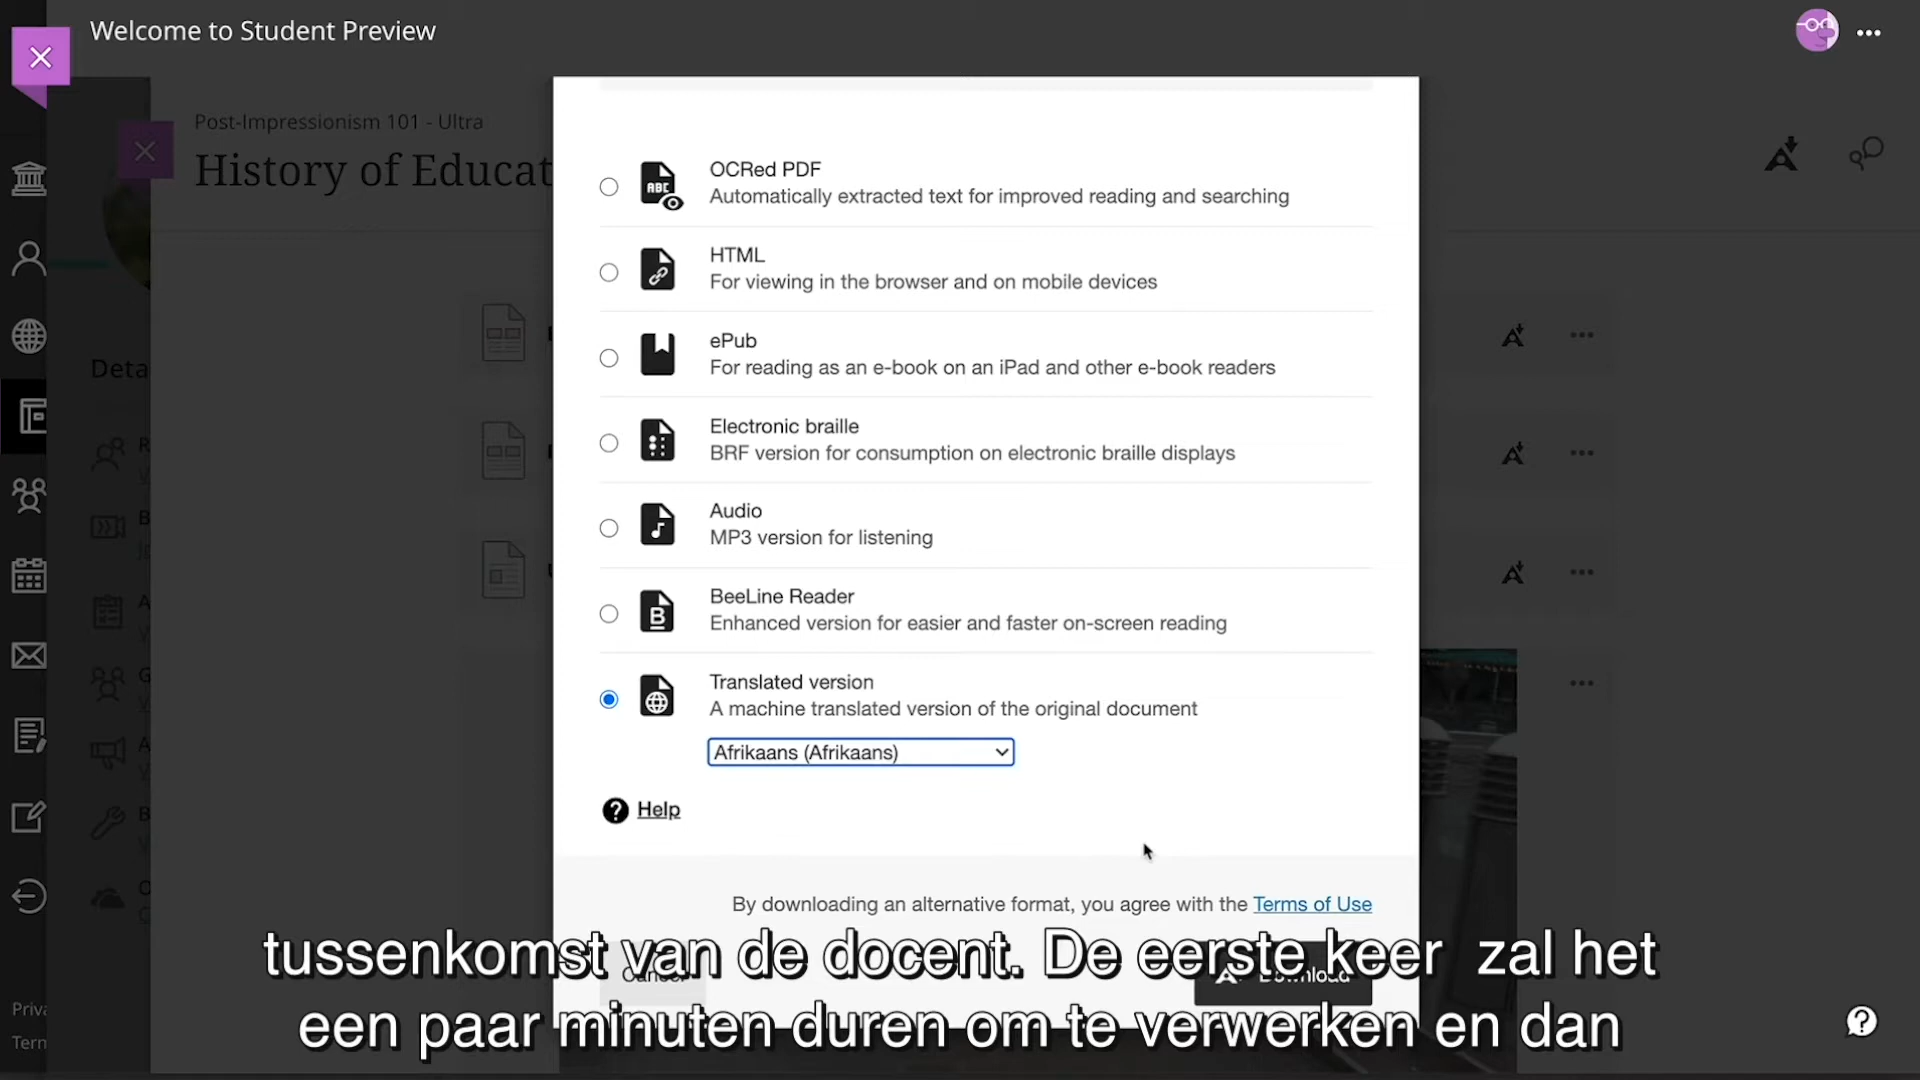 Welcome to Student Preview
Post-Impressionism 101 - Ultra
History of Educat
Deta
OCRed PDF
Automatically extracted text for improved reading and searching
HTML
For viewing in the browser and on mobile devices
ePub
For reading as an e-book on an iPad and other e-book readers
Electronic braille
BRF version for consumption on electronic braille displays
Audio
MP3 version for listening
BeeLine Reader
Enhanced version for easier and faster on-screen reading
Translated version
A machine translated version of the original document
Afrikaans (Afrikaans)
Help
By downloading an alternative format, you agree with the Terms of Use
Cancel
Download
tussenkomst van de docent. De eerste keer zal het
een paar minuten duren om te verwerken en dan
Priva
Term